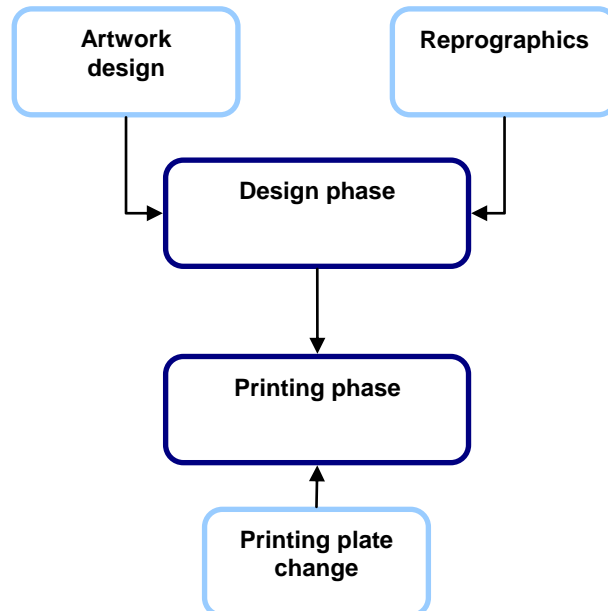 Artwork
design
Reprographics
Design phase
Printing phase
Printing plate
change